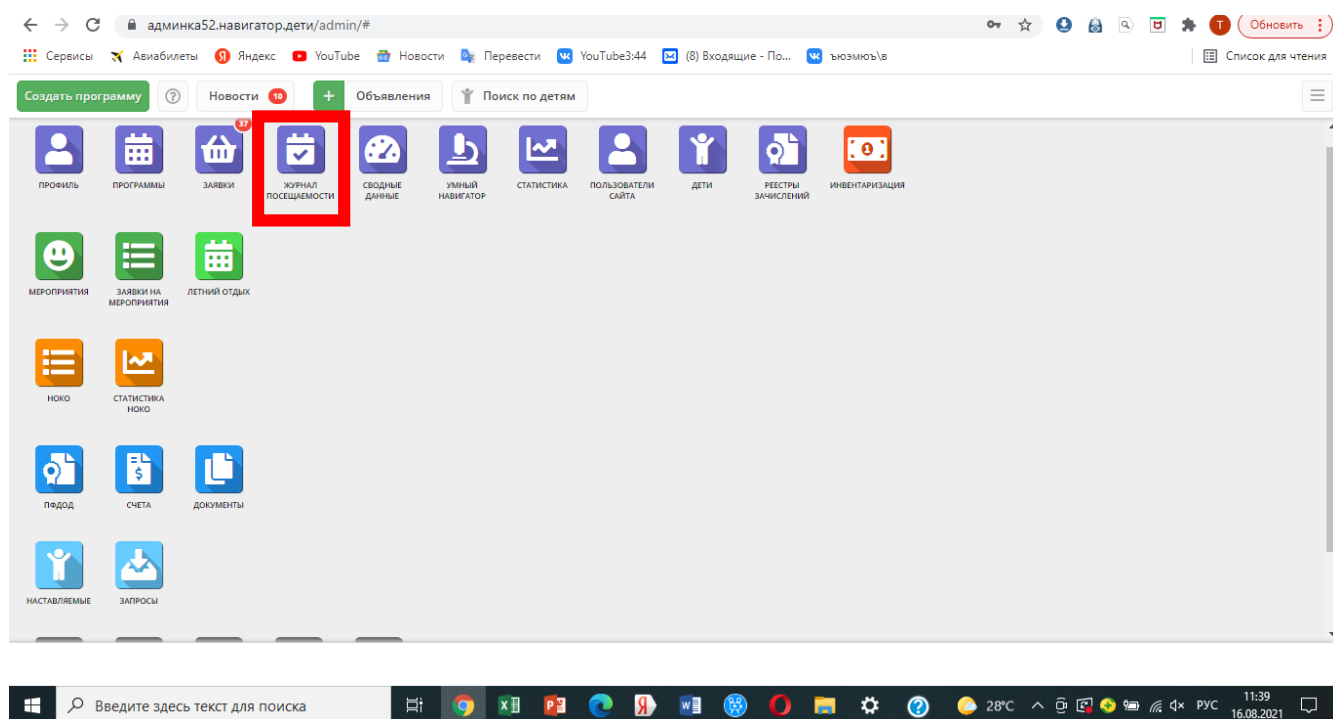 админка52.навигатор.дети/admin/#
Т
Обновить
Сервисы Авиабилеты Яндекс YouTube Новости Перевести YouTube3:44 (8) Входящие - По... ъюэмюъ\в Список для чтения
Создать программу ? Новости 10 + Объявления Поиск по детям
37
ПРОФИЛЬ
ПРОГРАММЫ
ЗАЯВКИ
ЖУРНАЛ
ПОСЕЩАЕМОСТИ
СВОДНЫЕ
ДАННЫЕ
УМНЫЙ
НАВИГАТОР
СТАТИСТИКА
ПОЛЬЗОВАТЕЛИ
САЙТА
ДЕТИ
РЕЕСТРЫ
ЗАЧИСЛЕНИЙ
ИНВЕНТАРИЗАЦИЯ
МЕРОПРИЯТИЯ
ЗАЯВКИ НА
МЕРОПРИЯТИЯ
ЛЕТНИЙ ОТДЫХ
НОКО
СТАТИСТИКА
НОКО
ПФДОД
СЧЕТА
ДОКУМЕНТЫ
НАСТАВЛЯЕМЫЕ
ЗАПРОСЫ
Введите здесь текст для поиска
28°C
РУС
11:39
16.08.2021